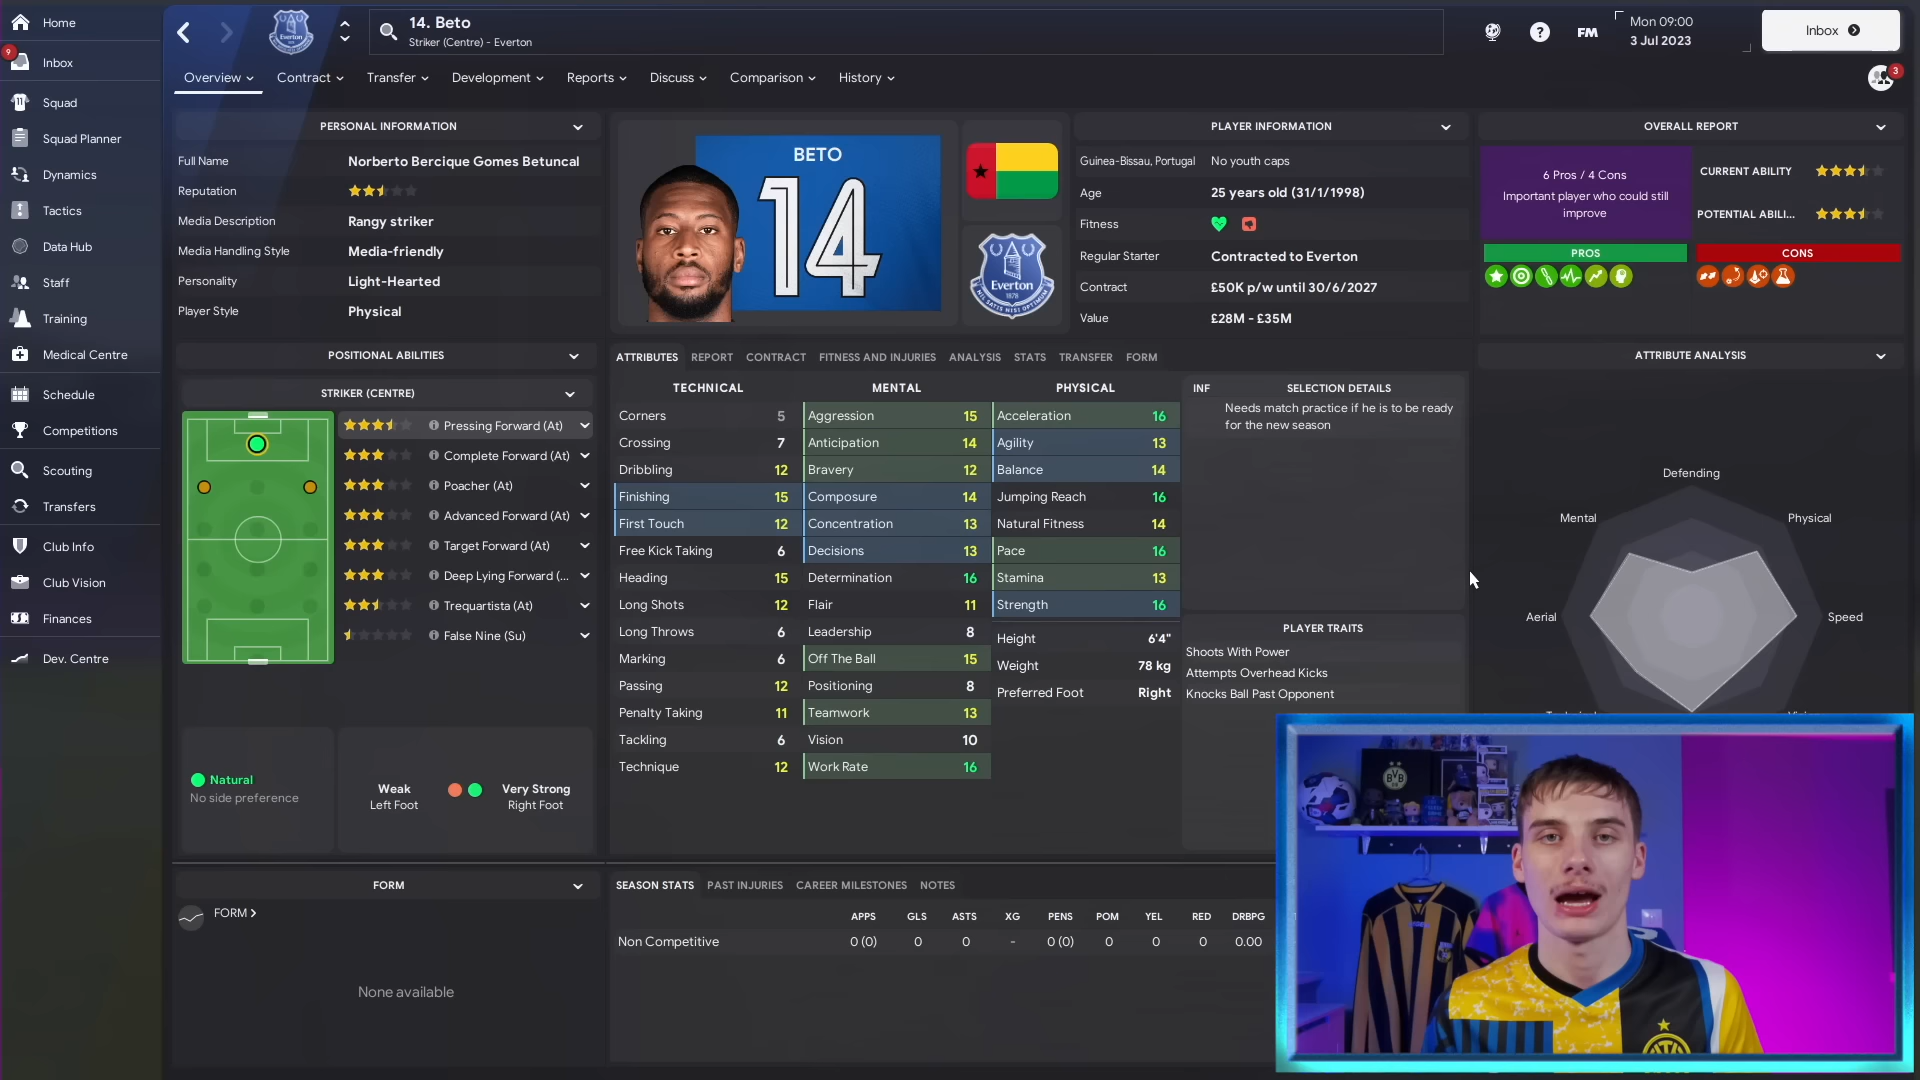 Home
9
Inbox
Squad
Squad Planner
Dynamics
Tactics
Data Hub
Staff
Training
Medical Centre
Schedule
Competitions
Scouting
Transfers
Club Info
Club Vision
Finances
Dev. Centre
Everton
14. Beto
Striker (Centre) - Everton
FM
Mon 09:00
3 Jul 2023
Inbox
Overview Contract Transfer Development Reports Discuss Comparison History
3
PERSONAL INFORMATION
Full Name Norberto Bercique Gomes Betuncal
Reputation
Media Description Rangy striker
Media Handling Style Media-friendly
Personality Light-Hearted
Player Style Physical
BETO
14
Everton
1878
NIL SATIS NISI OPTIMUM
PLAYER INFORMATION
Guinea-Bissau, Portugal No youth caps
Age 25 years old (31/1/1998)
Fitness
Regular Starter Contracted to Everton
Contract £50K p/w until 30/6/2027
Value £28M - £35M
OVERALL REPORT
6 Pros / 4 Cons
Important player who could still
improve
CURRENT ABILITY
POTENTIAL ABILI...
PROS CONS
POSITIONAL ABILITIES
STRIKER (CENTRE)
Pressing Forward (At)
Complete Forward (At)
Poacher (At)
Advanced Forward (At)
Target Forward (At)
Deep Lying Forward (...
Trequartista (At)
False Nine (Su)
Natural
No side preference
Weak
Left Foot
Very Strong
Right Foot
ATTRIBUTES REPORT CONTRACT FITNESS AND INJURIES ANALYSIS STATS TRANSFER FORM
TECHNICAL
Corners 5
Crossing 7
Dribbling 12
Finishing 15
First Touch 12
Free Kick Taking 6
Heading 15
Long Shots 12
Long Throws 6
Marking 6
Passing 12
Penalty Taking 11
Tackling 6
Technique 12
MENTAL
Aggression 15
Anticipation 14
Bravery 12
Composure 14
Concentration 13
Decisions 13
Determination 16
Flair 11
Leadership 8
Off The Ball 15
Positioning 8
Teamwork 13
Vision 10
Work Rate 16
PHYSICAL
Acceleration 16
Agility 13
Balance 14
Jumping Reach 16
Natural Fitness 14
Pace 16
Stamina 13
Strength 16
Height 6'4"
Weight 78 kg
Preferred Foot Right
INF SELECTION DETAILS
Needs match practice if he is to be ready
for the new season
PLAYER TRAITS
Shoots With Power
Attempts Overhead Kicks
Knocks Ball Past Opponent
ATTRIBUTE ANALYSIS
Defending
Mental Physical
Aerial Speed
FORM
FORM
None available
SEASON STATS PAST INJURIES CAREER MILESTONES NOTES
APPS GLS ASTS XG PENS POM YEL RED DRBPG
Non Competitive 0 (0) 0 0 - 0 (0) 0 0 0 0.00
BVB
09